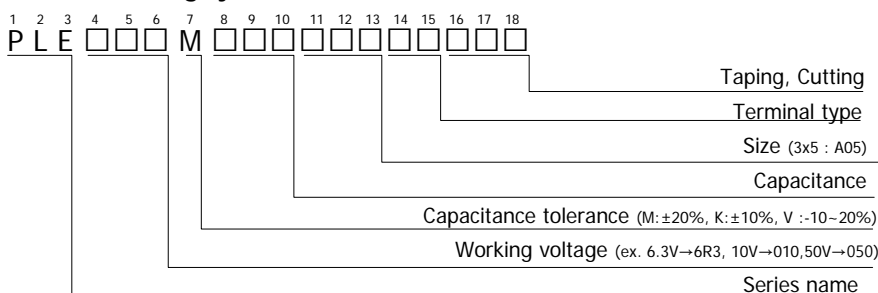 1 2 3 4 5 6 7 8 9 10 11 12 13 14 15 16 17 18
P L E □□□ M □□□□□□□□□□□
Taping, Cutting
Terminal type
Size (3x5 : A05)
Capacitance
Capacitance tolerance (M:±20%, K:±10%, V :-10~20%)
Working voltage (ex. 6.3V→6R3, 10V→010,50V→050)
Series name